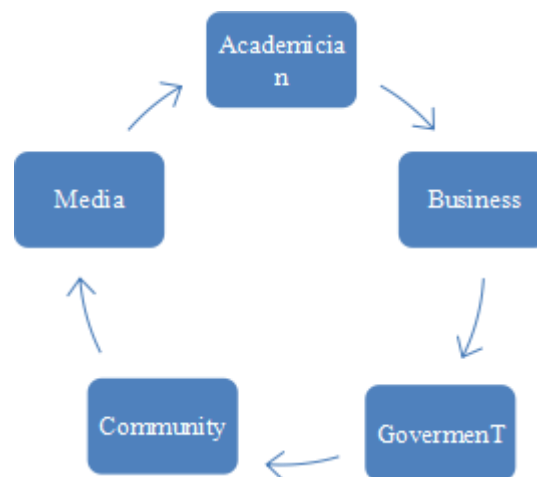 Academicia
n
Media
Business
Community
GovermenT